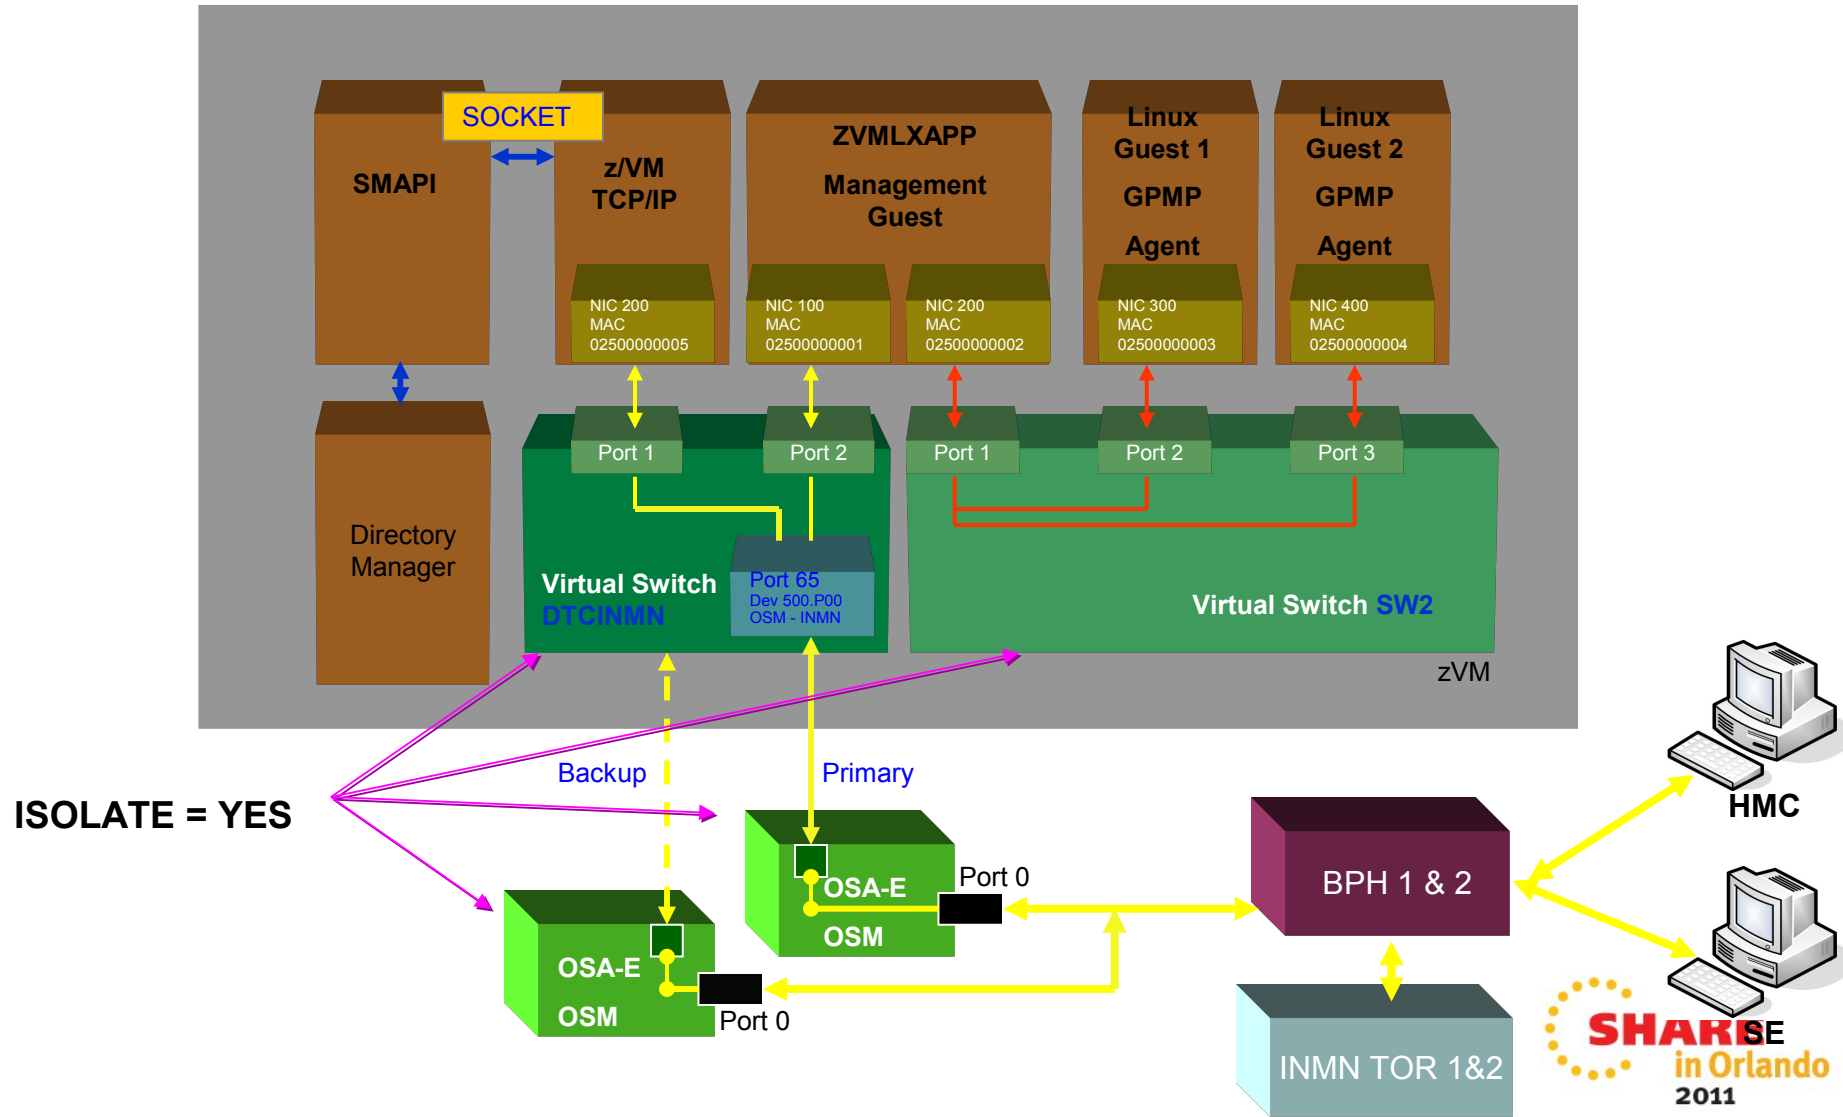 SOCKET
SMAPI
z/VM
TCP/IP
ZVMLXAPP
Management
Guest
Linux
Guest 1
GPMP
Agent
Linux
Guest 2
GPMP
Agent
NIC 200
MAC
02500000005
NIC 100
MAC
02500000001
NIC 200
MAC
02500000002
NIC 300
MAC
02500000003
NIC 400
MAC
02500000004
Port 1
Port 2
Port 1
Port 2
Port 3
Directory
Manager
Virtual Switch
DTCINMN
Port 65
Dev 500.P00
OSM - INMN
Virtual Switch SW2
zVM
Backup
Primary
ISOLATE = YES
HMC
OSA-E
OSM
Port 0
BPH 1 & 2
OSA-E
OSM
Port 0
INMN TOR 1&2
SE
SHARE
in Orlando
2011